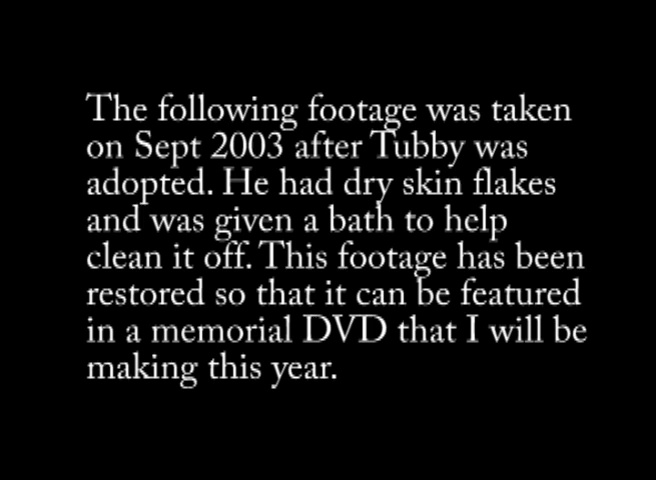 The following footage was taken
on Sept 2003 after Tubby was
adopted. He had dry skin flakes
and was given a bath to help
clean it off. This footage has been
restored so that it can be featured
in a memorial DVD that I will be
making this year.